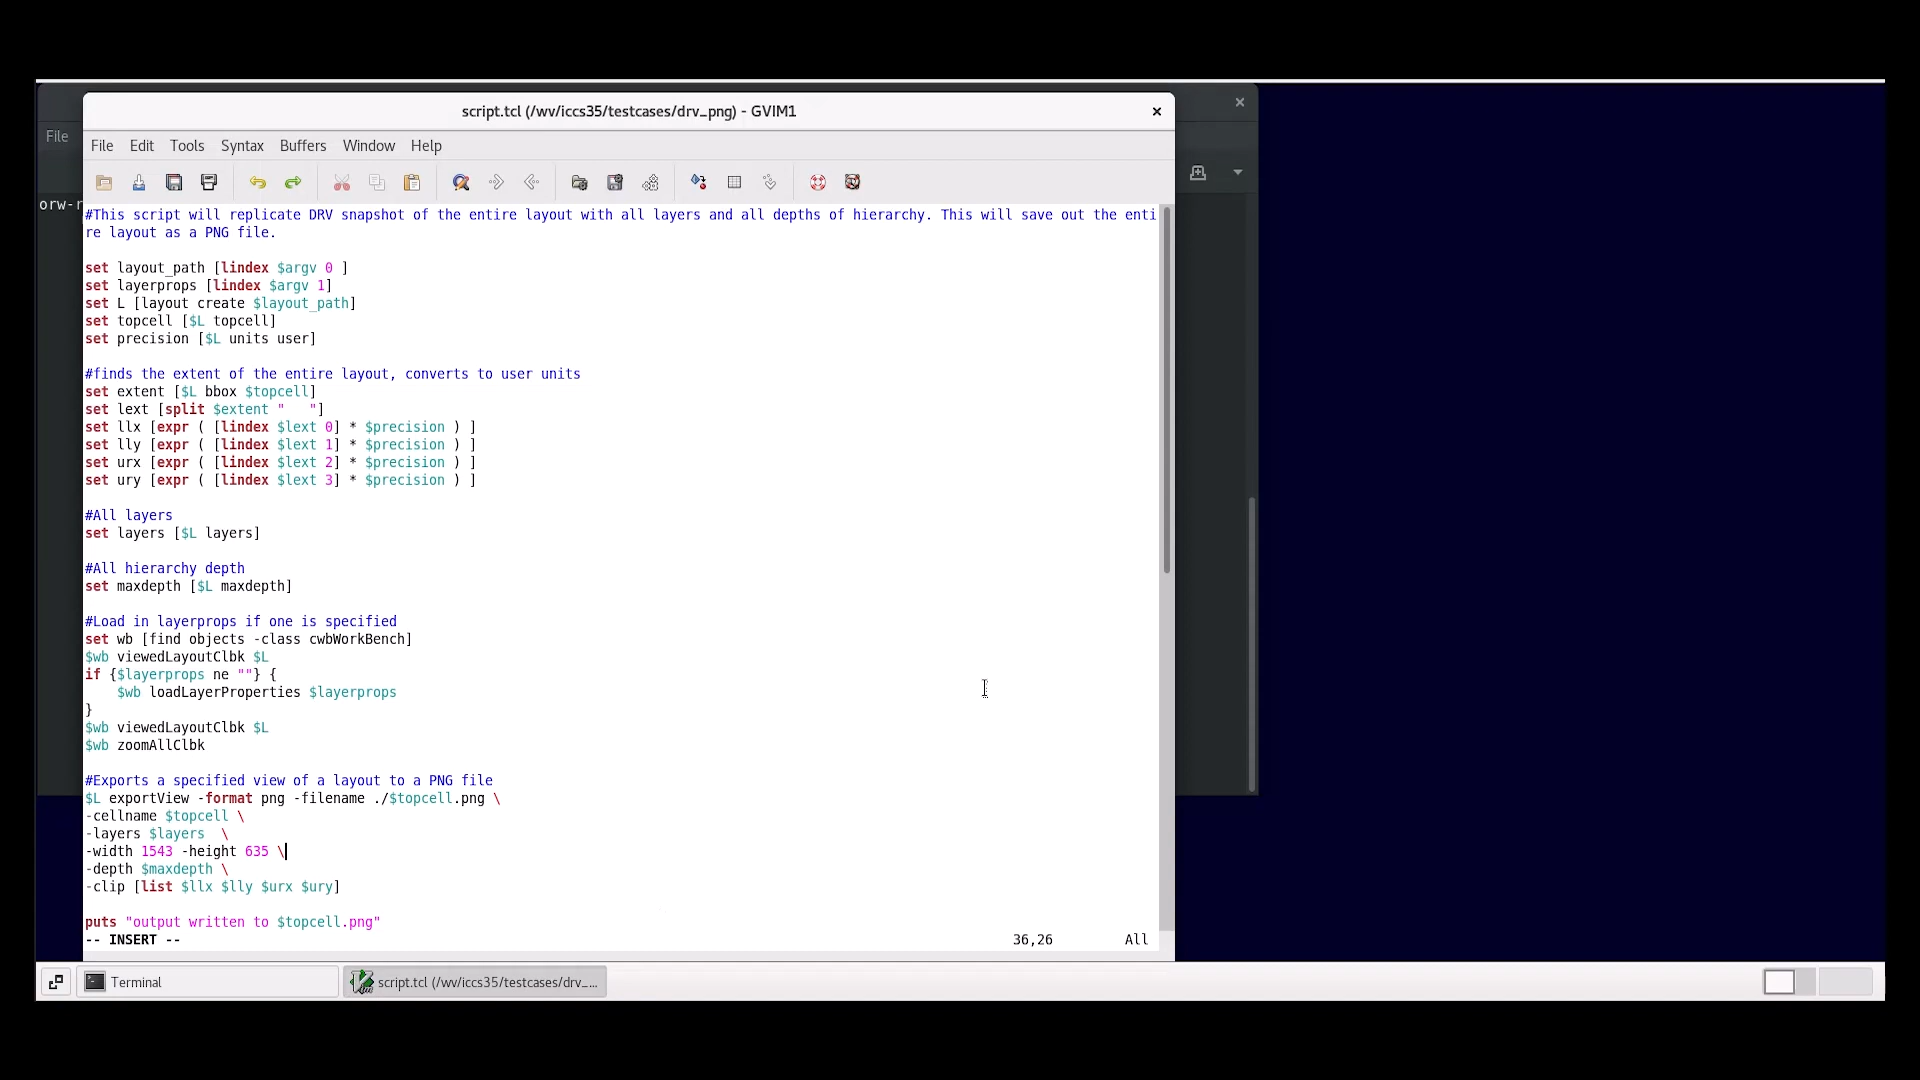 script.tcl (/wv/iccs35/testcases/drv_png) - GVIM1
File
File Edit Tools Syntax Buffers Window Help
orw-r
#This script will replicate DRV snapshot of the entire layout with all layers and all depths of hierarchy. This will save out the enti
re layout as a PNG file.
set layout_path [lindex $argv 0 ]
set layerprops [lindex $argv 1]
set L [layout create $layout_path]
set topcell [$L topcell]
set precision [$L units user]
#finds the extent of the entire layout, converts to user units
set extent [$L bbox $topcell]
set lext [split $extent "   "]
set llx [expr ( [lindex $lext 0] * $precision ) ]
set lly [expr ( [lindex $lext 1] * $precision ) ]
set urx [expr ( [lindex $lext 2] * $precision ) ]
set ury [expr ( [lindex $lext 3] * $precision ) ]
#All layers
set layers [$L layers]
#All hierarchy depth
set maxdepth [$L maxdepth]
#Load in layerprops if one is specified
set wb [find objects -class cwbWorkBench]
$wb viewedLayoutClbk $L
if {$layerprops ne ""} {
    $wb loadLayerProperties $layerprops
}
$wb viewedLayoutClbk $L
$wb zoomAllClbk
#Exports a specified view of a layout to a PNG file
$L exportView -format png -filename ./$topcell.png \
-cellname $topcell \
-layers $layers  \
-width 1543 -height 635 \
-depth $maxdepth \
-clip [list $llx $lly $urx $ury]
puts "output written to $topcell.png"
-- INSERT -- 36,26 All
Terminal script.tcl (/wv/iccs35/testcases/drv_...